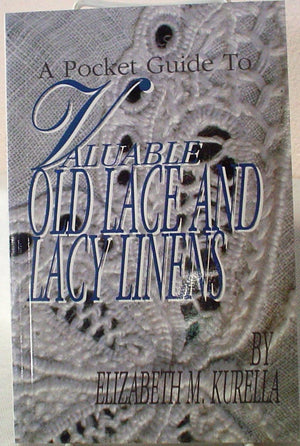 A Pocket Guide To
VALUABLE
OLD LACE AND
LACY LINENS
BY
ELIZABETH M. KURELLA